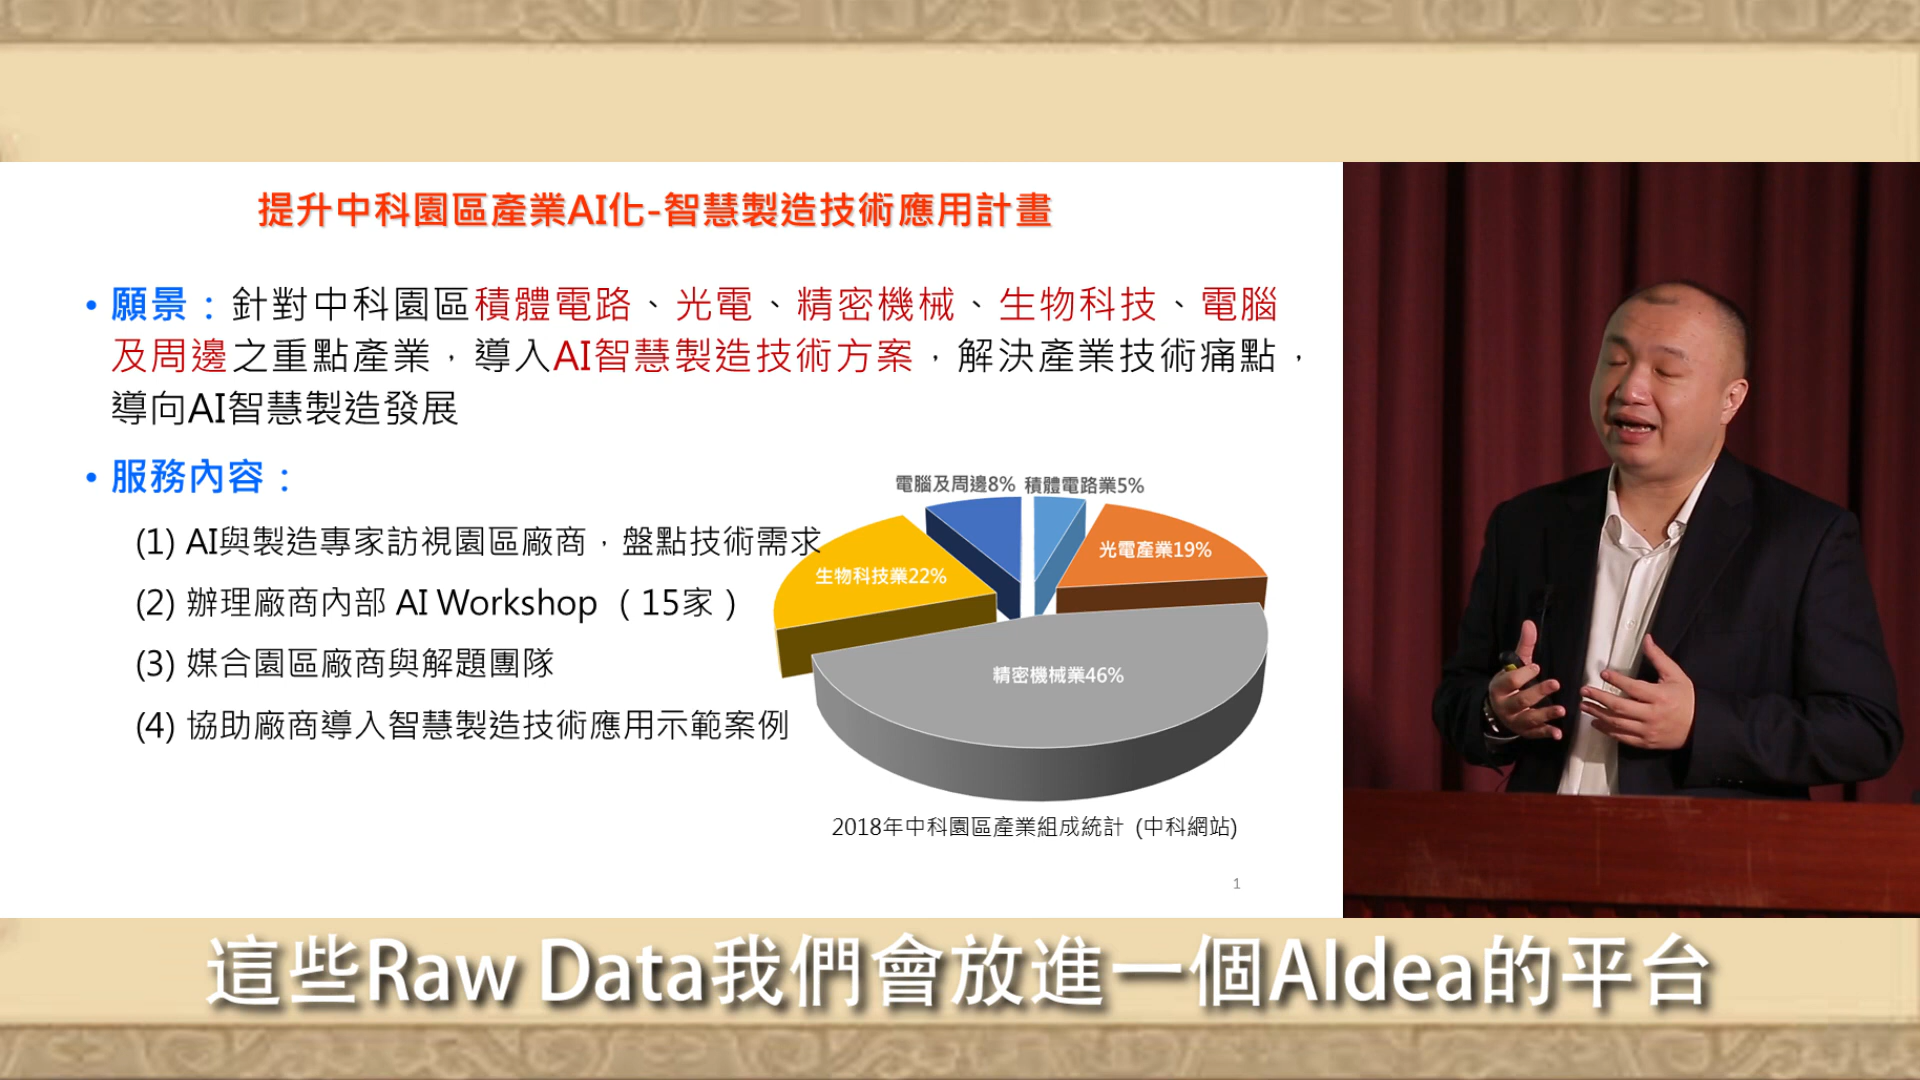 提升中科園區產業AI化-智慧製造技術應用計畫
• 願景：針對中科園區積體電路、光電、精密機械、生物科技、電腦
及周邊之重點產業，導入AI智慧製造技術方案，解決產業技術痛點，
導向AI智慧製造發展
• 服務內容：
(1) AI與製造專家訪視園區廠商，盤點技術需求
(2) 辦理廠商內部 AI Workshop （15家）
(3) 媒合園區廠商與解題團隊
(4) 協助廠商導入智慧製造技術應用示範案例
電腦及周邊8%
積體電路業5%
光電產業19%
生物科技業22%
精密機械業46%
2018年中科園區產業組成統計 (中科網站)
1
這些Raw Data我們會放進一個AIdea的平台